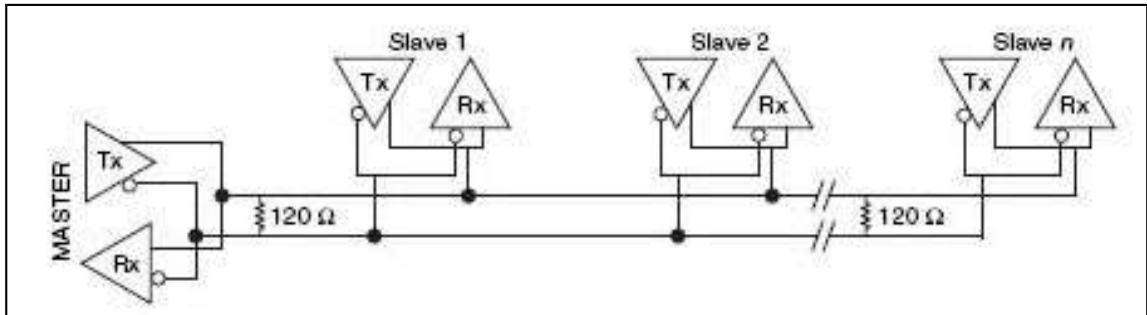 Slave 1
Slave 2
Slave n
Tx
Rx
Tx
Rx
Tx
Rx
MASTER
Tx
Rx
120 Ω
120 Ω